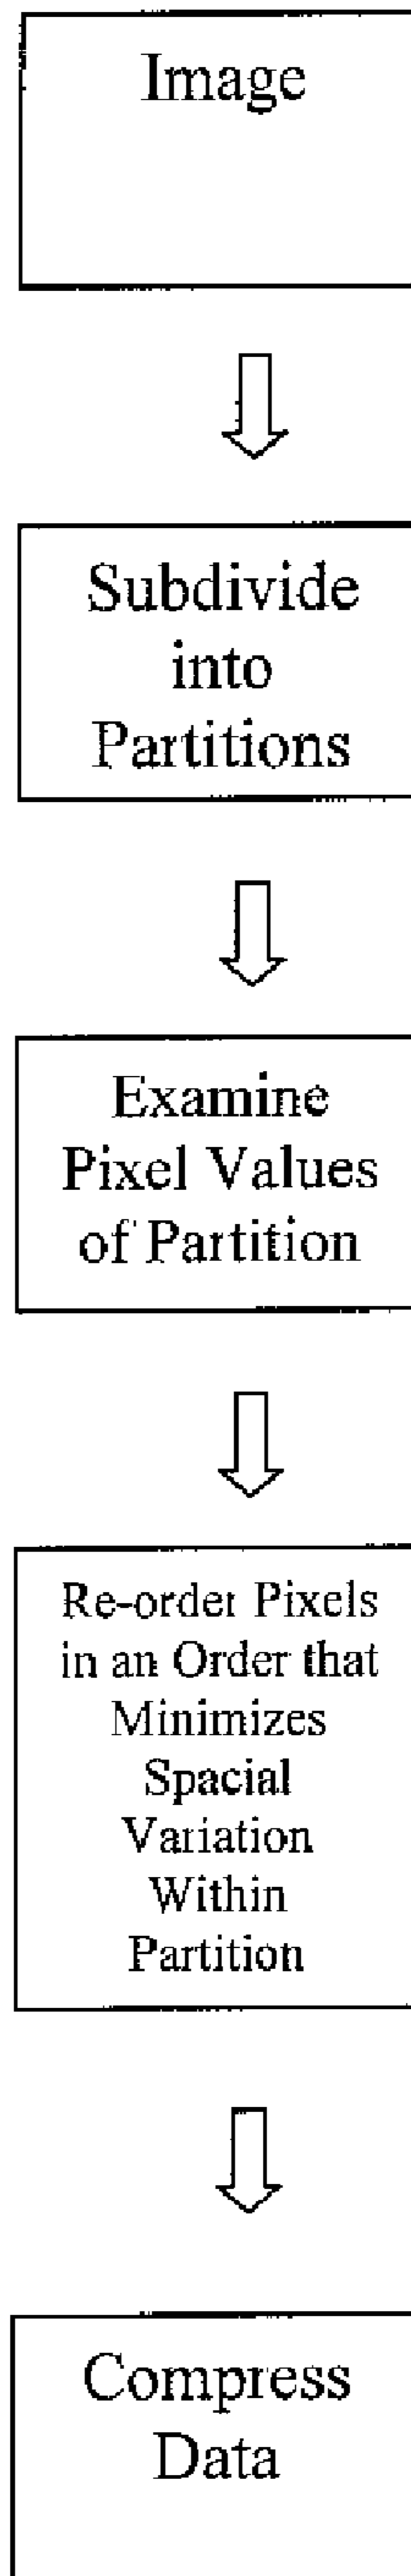 Image
Subdivide
into
Partitions
Examine
Pixel Values
of Partition
Re-order Pixels
in an Order that
Minimizes
Spacial
Variation
Within
Partition
Compress
Data